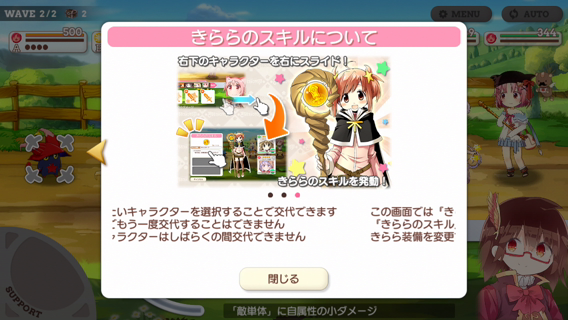 WAVE 2/2
2
MENU
AUTO
500
344
きららのスキルについて
右下のキャラクターを右にスライド！
きららのスキルを発動！
たいキャラクターを選択することで交代できます
でもう一度交代することはできません
ャラクターはしばらくの間交代できません
この画面では「き
「きららのスキル
きらら装備を変更
閉じる
SUPPORT
「敵単体」に自属性の小ダメージ